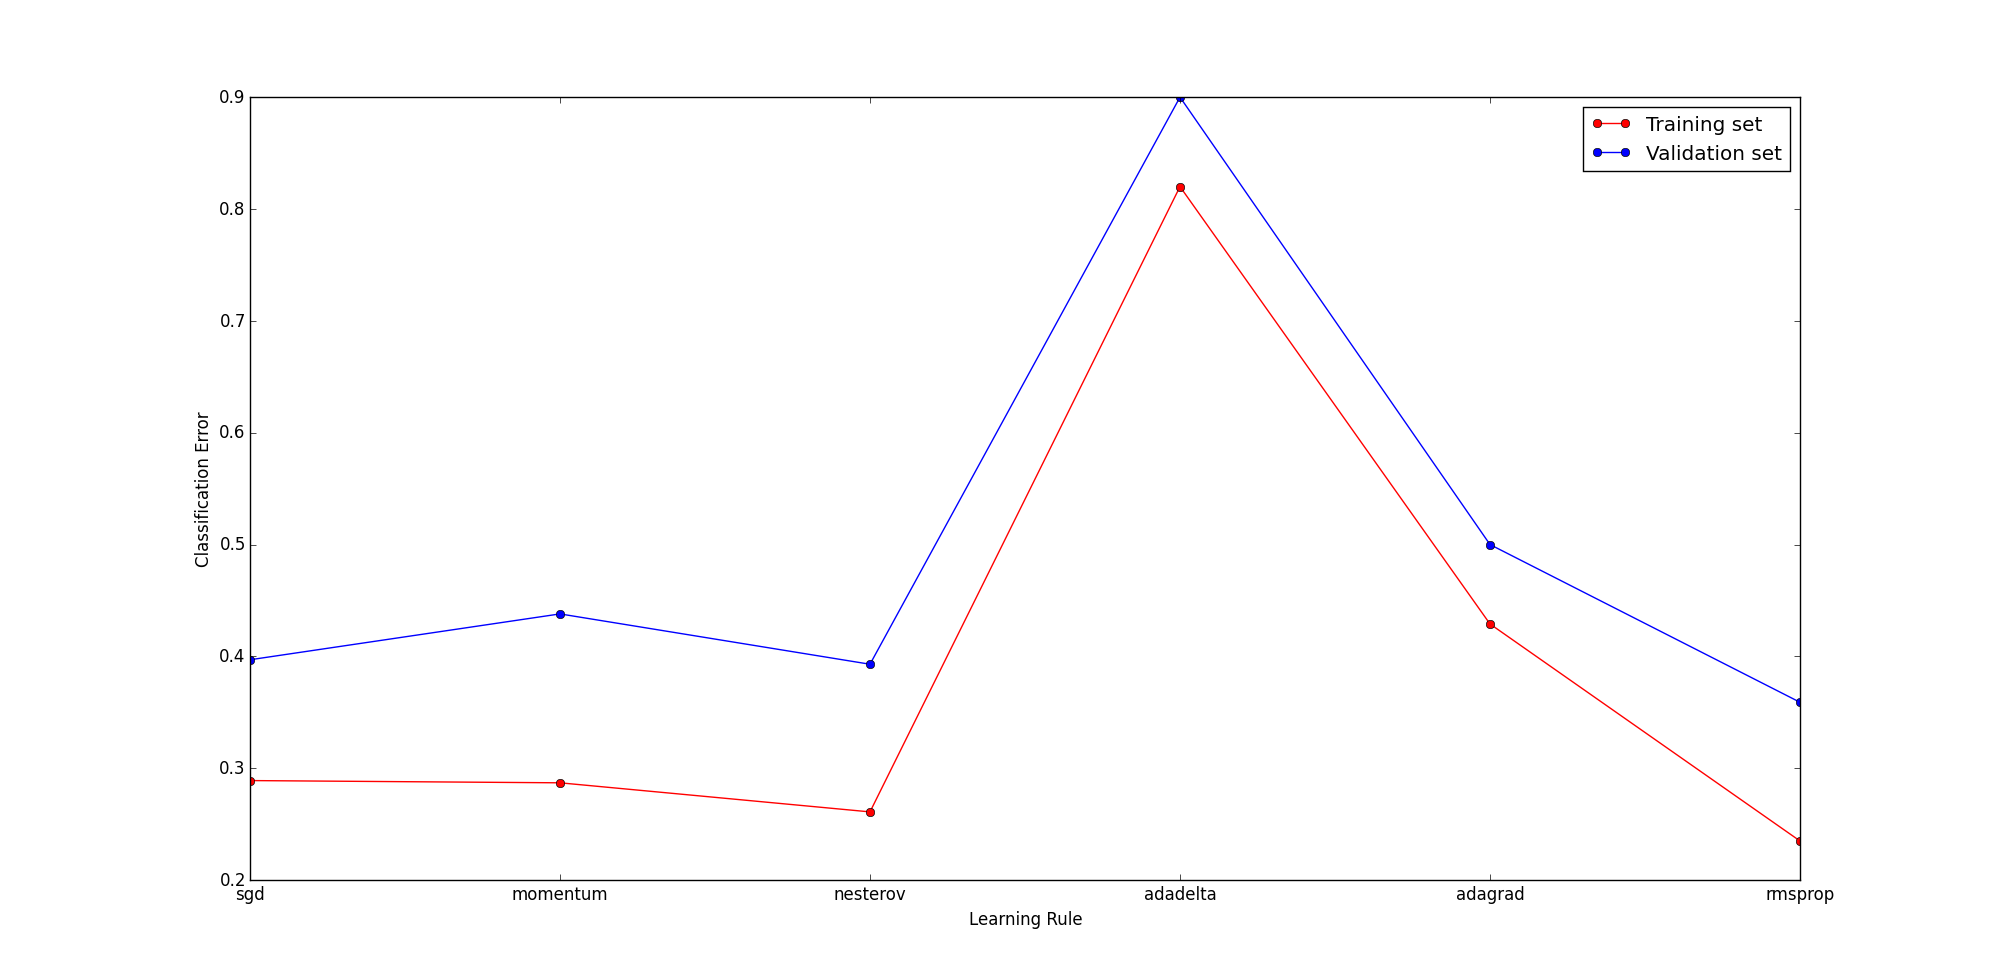 0.9
0.8
0.7
0.6
0.5
0.4
0.3
0.2
Classification Error
Training set
Validation set
sgd momentum nesterov adadelta adagrad rmsprop
Learning Rule